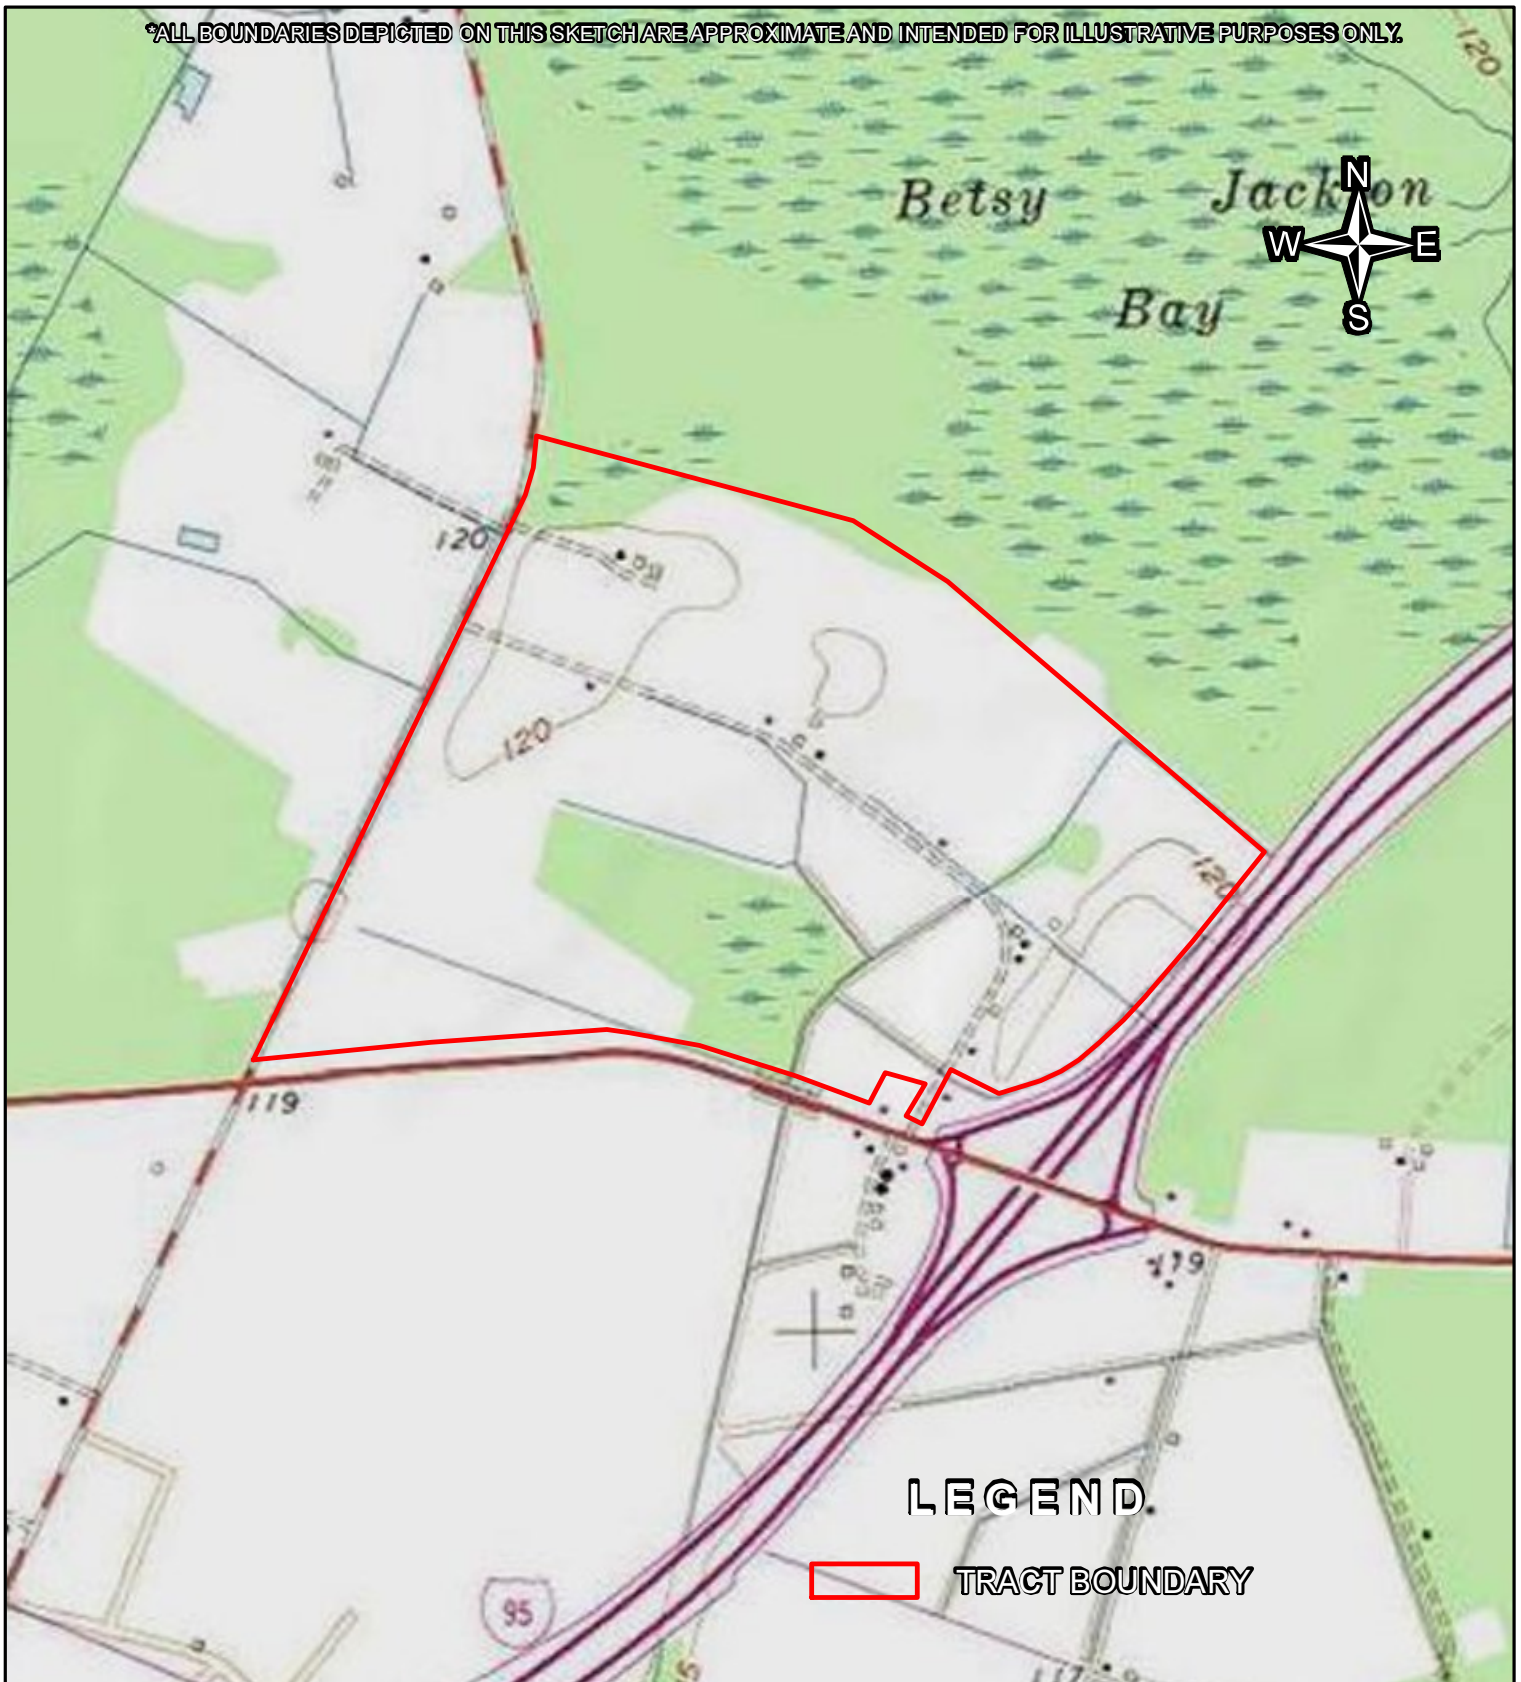 *ALL BOUNDARIES DEPICTED ON THIS SKETCH ARE APPROXIMATE AND INTENDED FOR ILLUSTRATIVE PURPOSES ONLY.
120
N
Betsy Jackson
W E
Bay
S
120
120
120
119
119
LEGEND
TRACT BOUNDARY
95
117